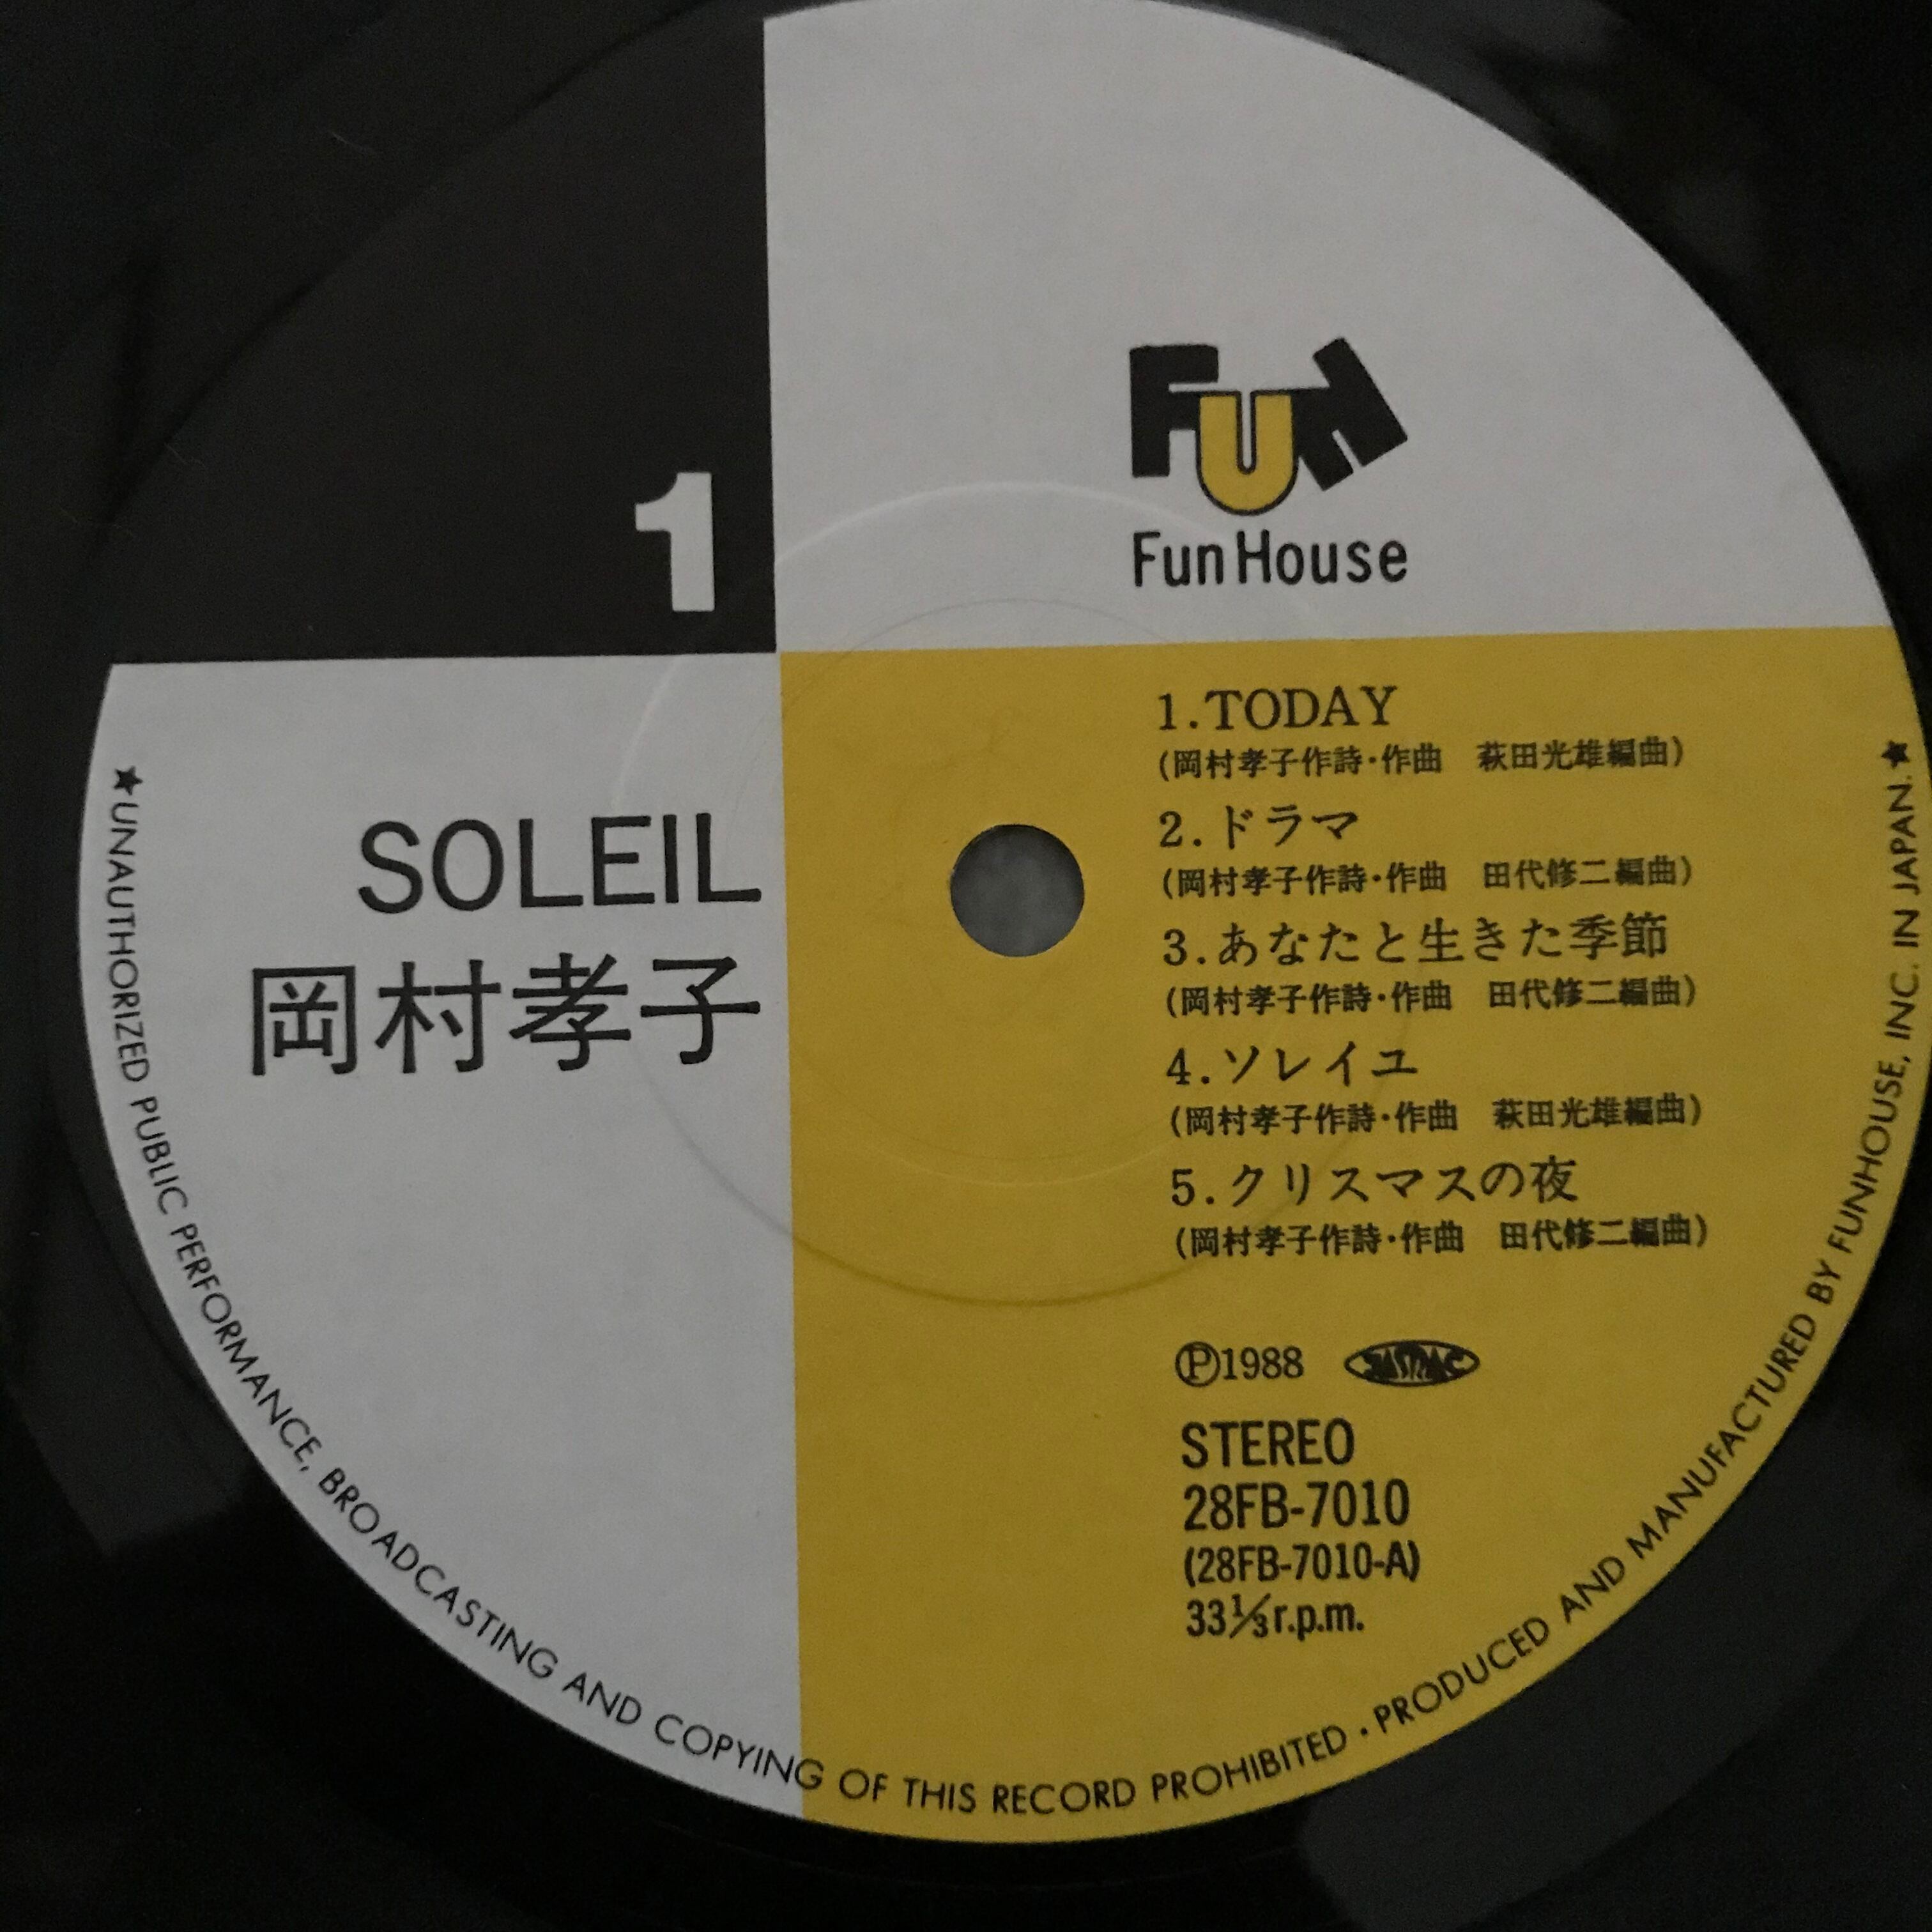 1
FUN
Fun House
SOLEIL
岡村孝子
1.TODAY
(岡村孝子作詩・作曲　萩田光雄編曲)
2.ドラマ
(岡村孝子作詩・作曲　田代修二編曲)
3.あなたと生きた季節
(岡村孝子作詩・作曲　田代修二編曲)
4.ソレイユ
(岡村孝子作詩・作曲　萩田光雄編曲)
5.クリスマスの夜
(岡村孝子作詩・作曲　田代修二編曲)
Ⓟ1988 JASRAC
STEREO
28FB-7010
(28FB-7010-A)
33⅓r.p.m.
★UNAUTHORIZED PUBLIC PERFORMANCE, BROADCASTING AND COPYING OF THIS RECORD PROHIBITED・PRODUCED AND MANUFACTURED BY FUNHOUSE, INC. IN JAPAN.★